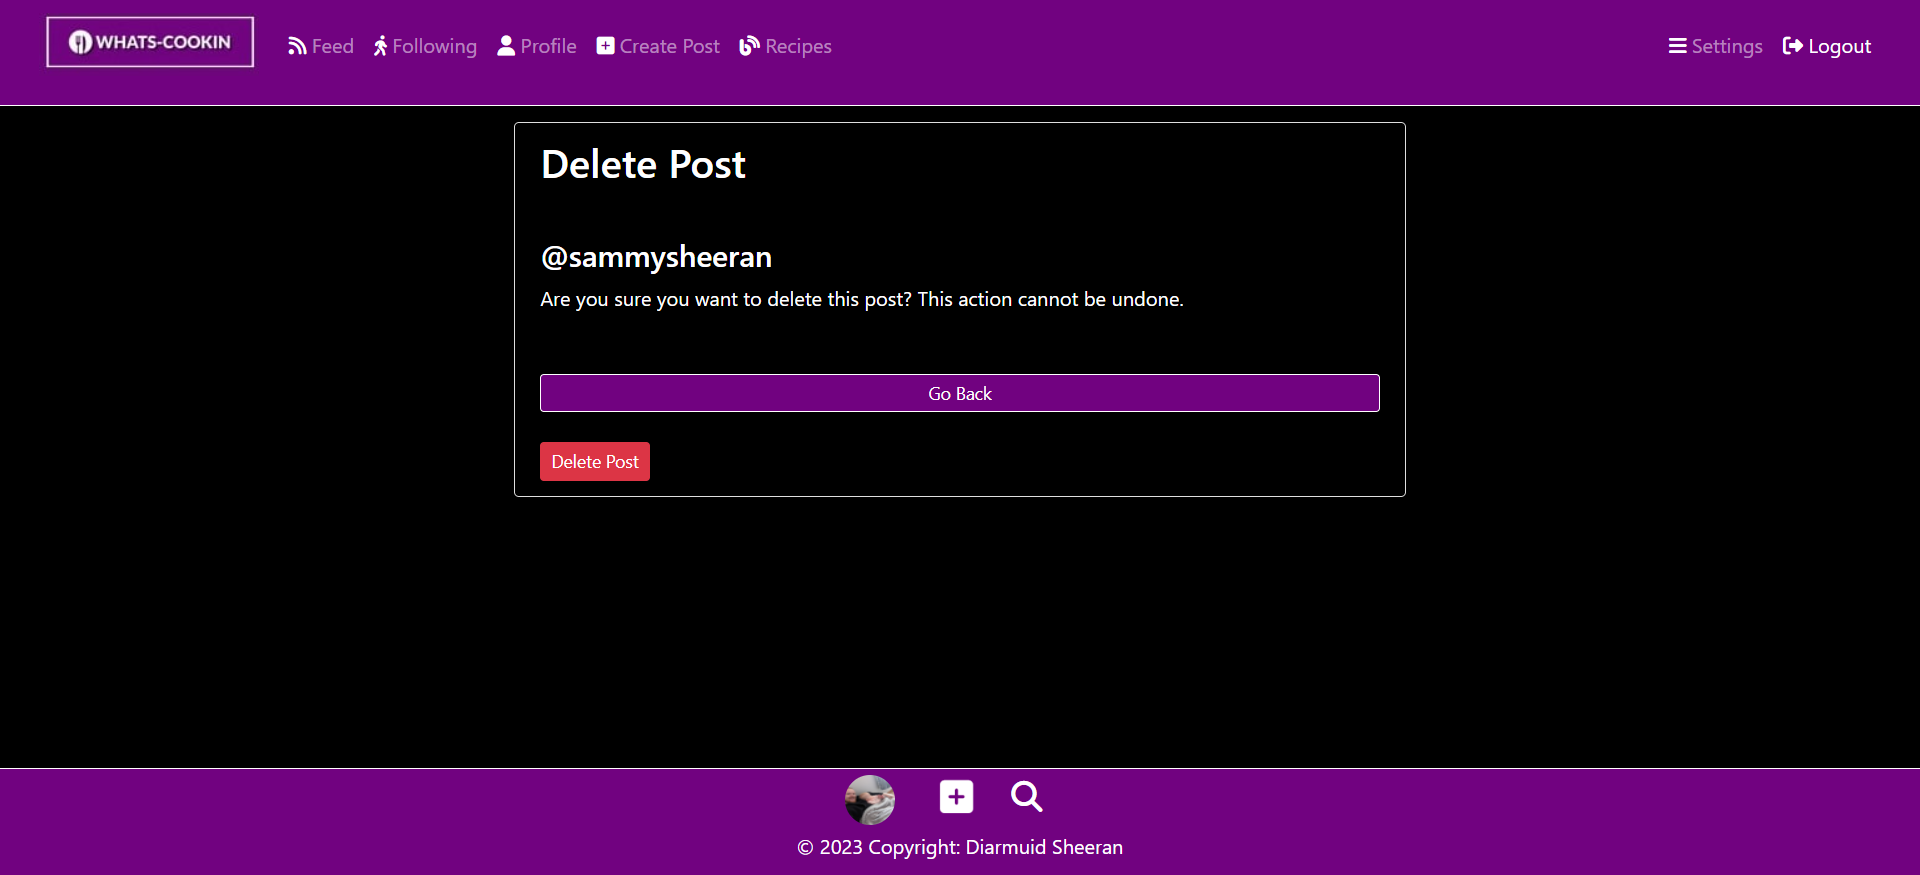 WHATS-COOKIN Feed Following Profile Create Post Recipes Settings Logout
Delete Post
@sammysheeran
Are you sure you want to delete this post? This action cannot be undone.
Go Back
Delete Post
© 2023 Copyright: Diarmuid Sheeran